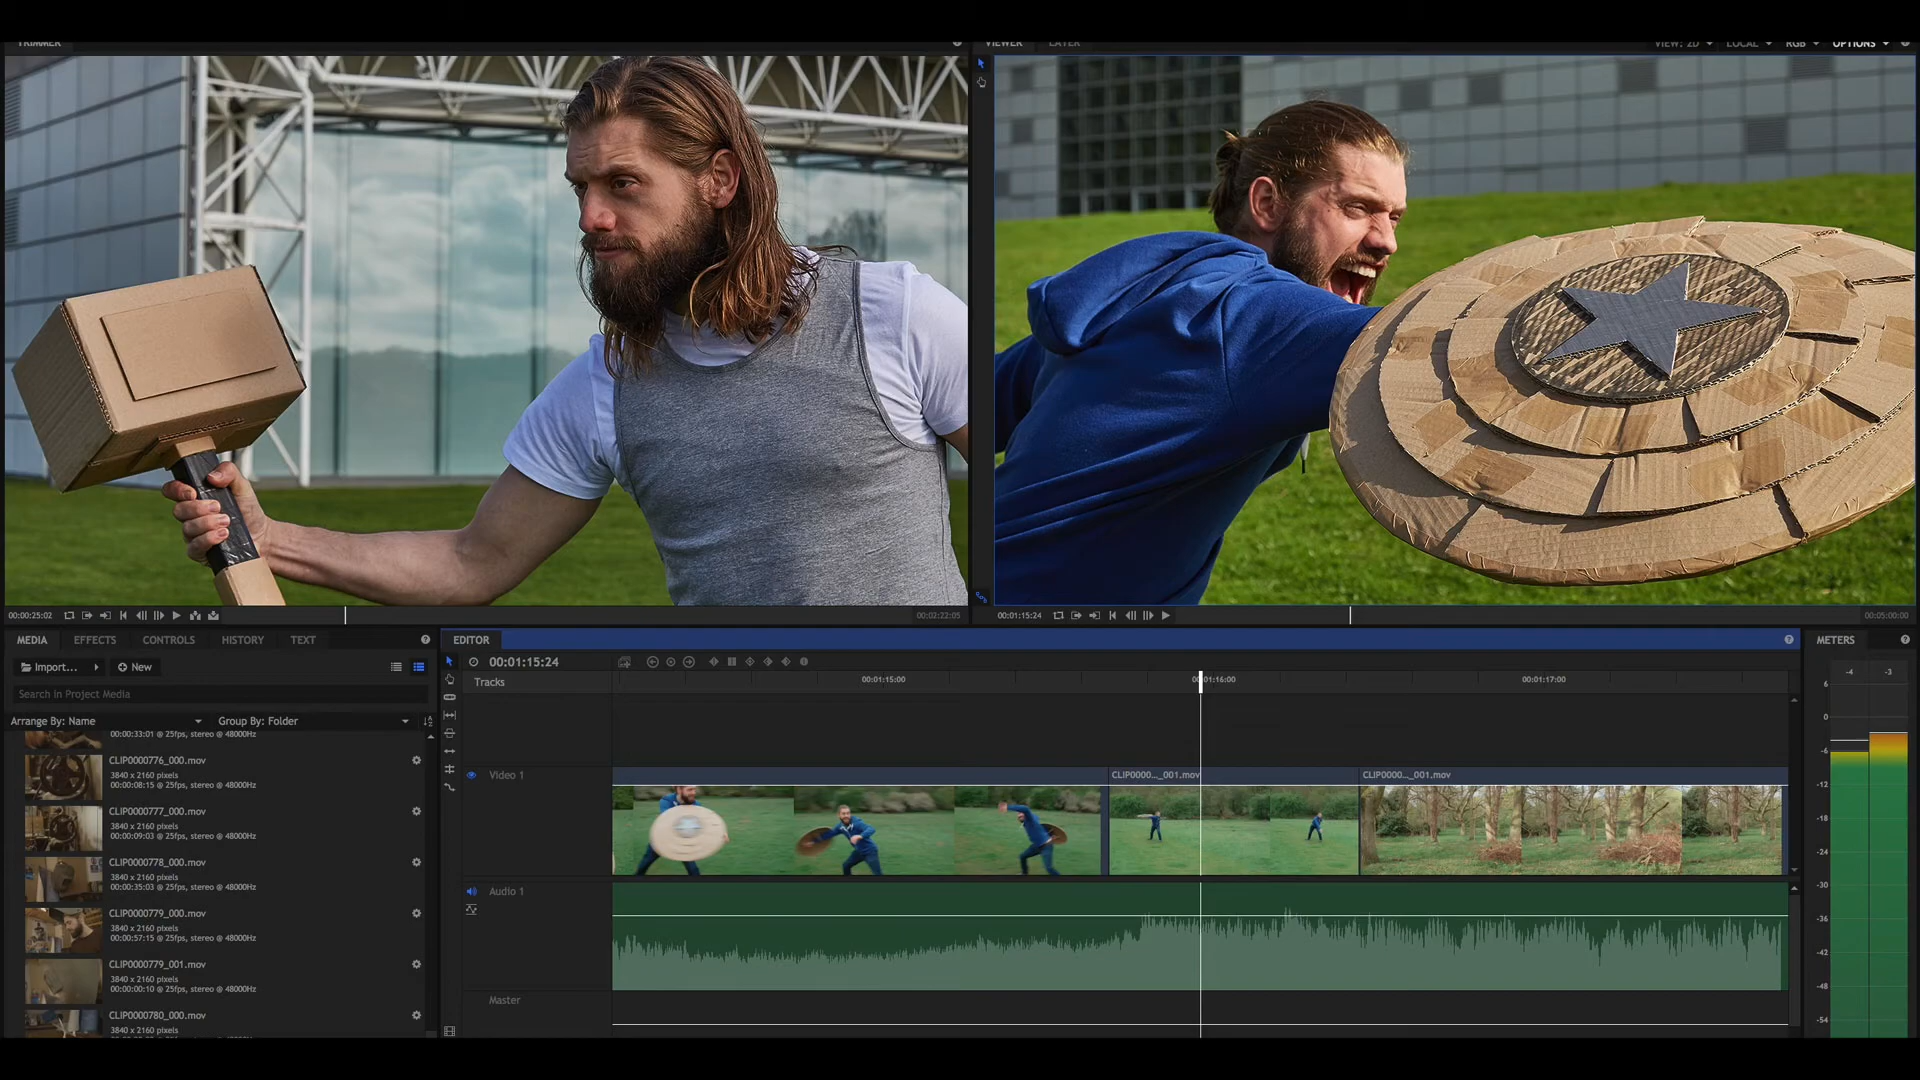 TRIMMER
VIEWER LAYER VIEW: 2D LOCAL RGB OPTIONS
00:00:25:02 00:02:22:05
00:01:15:24 00:05:00:00
MEDIA EFFECTS CONTROLS HISTORY TEXT
Import... New
Search in Project Media
Arrange By: Name Group By: Folder
00:00:33:01 @ 25fps, stereo @ 48000Hz
CLIP0000776_000.mov
3840 x 2160 pixels
00:00:08:15 @ 25fps, stereo @ 48000Hz
CLIP0000777_000.mov
3840 x 2160 pixels
00:00:09:03 @ 25fps, stereo @ 48000Hz
CLIP0000778_000.mov
3840 x 2160 pixels
00:00:35:03 @ 25fps, stereo @ 48000Hz
CLIP0000779_000.mov
3840 x 2160 pixels
00:00:57:15 @ 25fps, stereo @ 48000Hz
CLIP0000779_001.mov
3840 x 2160 pixels
00:00:00:10 @ 25fps, stereo @ 48000Hz
CLIP0000780_000.mov
3840 x 2160 pixels
EDITOR
00:01:15:24
Tracks 00:01:15:00 00:01:16:00 00:01:17:00
Video 1 CLIP0000..._001.mov CLIP0000..._001.mov
Audio 1
Master
METERS
-4 -3
6
0
-6
-12
-18
-24
-30
-36
-42
-48
-54